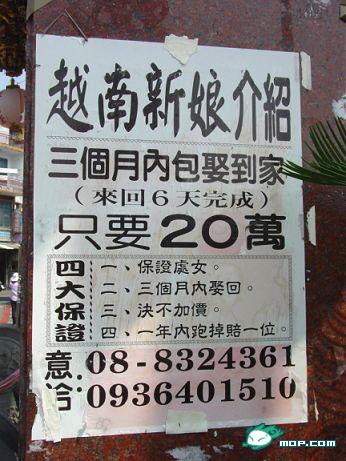 越南新娘介紹
三個月內包娶到家
（來回6天完成）
只要20萬
四大保證
一、保證處女。
二、三個月內娶回。
三、決不加價。
四、一年內跑掉賠一位。
意洽:
08-8324361
0936401510
mop.com